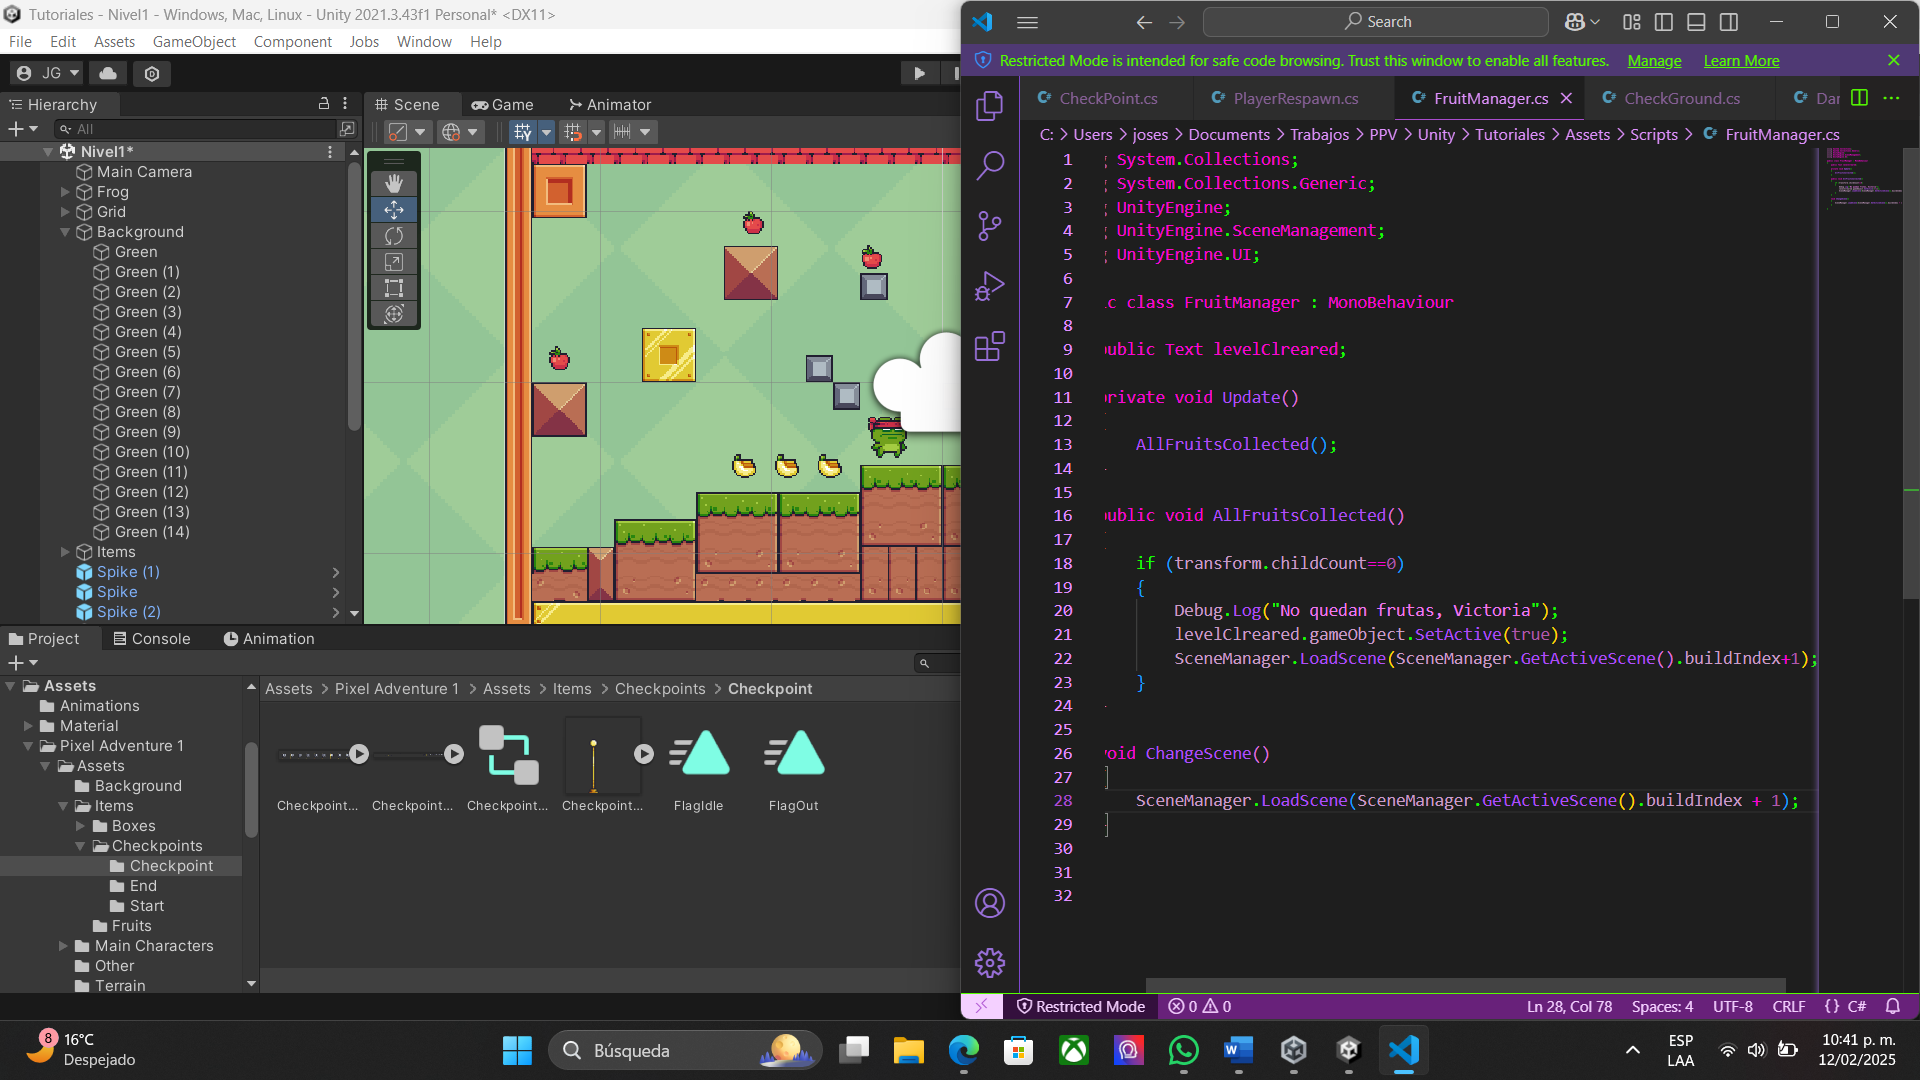 Tutoriales - Nivel1 - Windows, Mac, Linux - Unity 2021.3.43f1 Personal* <DX11>
File Edit Assets GameObject Component Jobs Window Help
JG
Hierarchy
All
Nivel1*
Main Camera
Frog
Grid
Background
Green
Green (1)
Green (2)
Green (3)
Green (4)
Green (5)
Green (6)
Green (7)
Green (8)
Green (9)
Green (10)
Green (11)
Green (12)
Green (13)
Green (14)
Items
Spike (1)
Spike
Spike (2)
Scene Game Animator
Project Console Animation
Assets
Animations
Material
Pixel Adventure 1
Assets
Background
Items
Boxes
Checkpoints
Checkpoint
End
Start
Fruits
Main Characters
Other
Terrain
Assets > Pixel Adventure 1 > Assets > Items > Checkpoints > Checkpoint
Checkpoint... Checkpoint... Checkpoint... Checkpoint... FlagIdle FlagOut
Search
Restricted Mode is intended for safe code browsing. Trust this window to enable all features. Manage Learn More
CheckPoint.cs PlayerRespawn.cs FruitManager.cs CheckGround.cs Dar
C: > Users > joses > Documents > Trabajos > PPV > Unity > Tutoriales > Assets > Scripts > FruitManager.cs
1 System.Collections;
2 System.Collections.Generic;
3 UnityEngine;
4 UnityEngine.SceneManagement;
5 UnityEngine.UI;
6
7 ic class FruitManager : MonoBehaviour
8
9 ublic Text levelClreared;
10
11 rivate void Update()
12
13 AllFruitsCollected();
14
15
16 ublic void AllFruitsCollected()
17
18 if (transform.childCount==0)
19 {
20 Debug.Log("No quedan frutas, Victoria");
21 levelClreared.gameObject.SetActive(true);
22 SceneManager.LoadScene(SceneManager.GetActiveScene().buildIndex+1);
23 }
24
25
26 void ChangeScene()
27
28 SceneManager.LoadScene(SceneManager.GetActiveScene().buildIndex + 1);
29
30
31
32
Restricted Mode 0 0 Ln 28, Col 78 Spaces: 4 UTF-8 CRLF {} C#
8
16°C
Despejado
Búsqueda
ESP
LAA
10:41 p. m.
12/02/2025